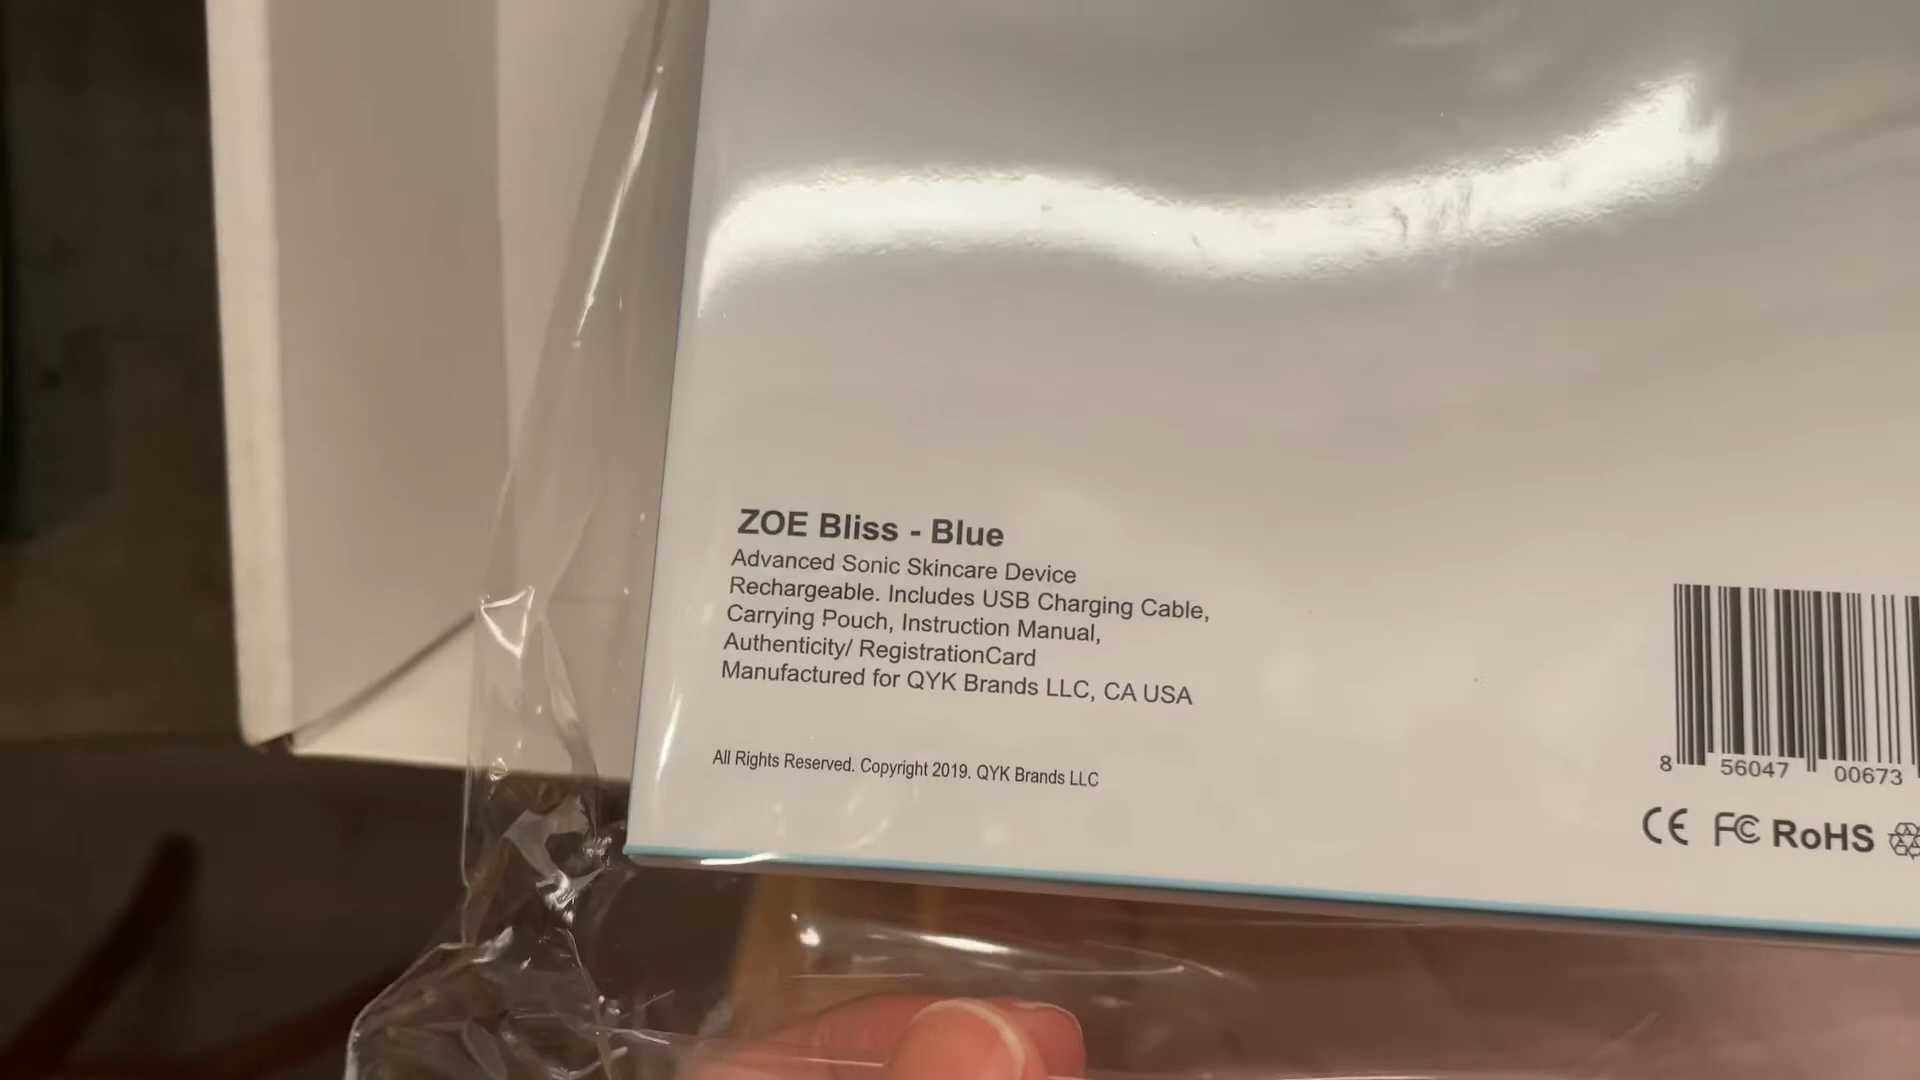 ZOE Bliss - Blue
Advanced Sonic Skincare Device
Rechargeable. Includes USB Charging Cable,
Carrying Pouch, Instruction Manual,
Authenticity/ RegistrationCard
Manufactured for QYK Brands LLC, CA USA
All Rights Reserved. Copyright 2019. QYK Brands LLC
8 56047 00673
CE FC RoHS